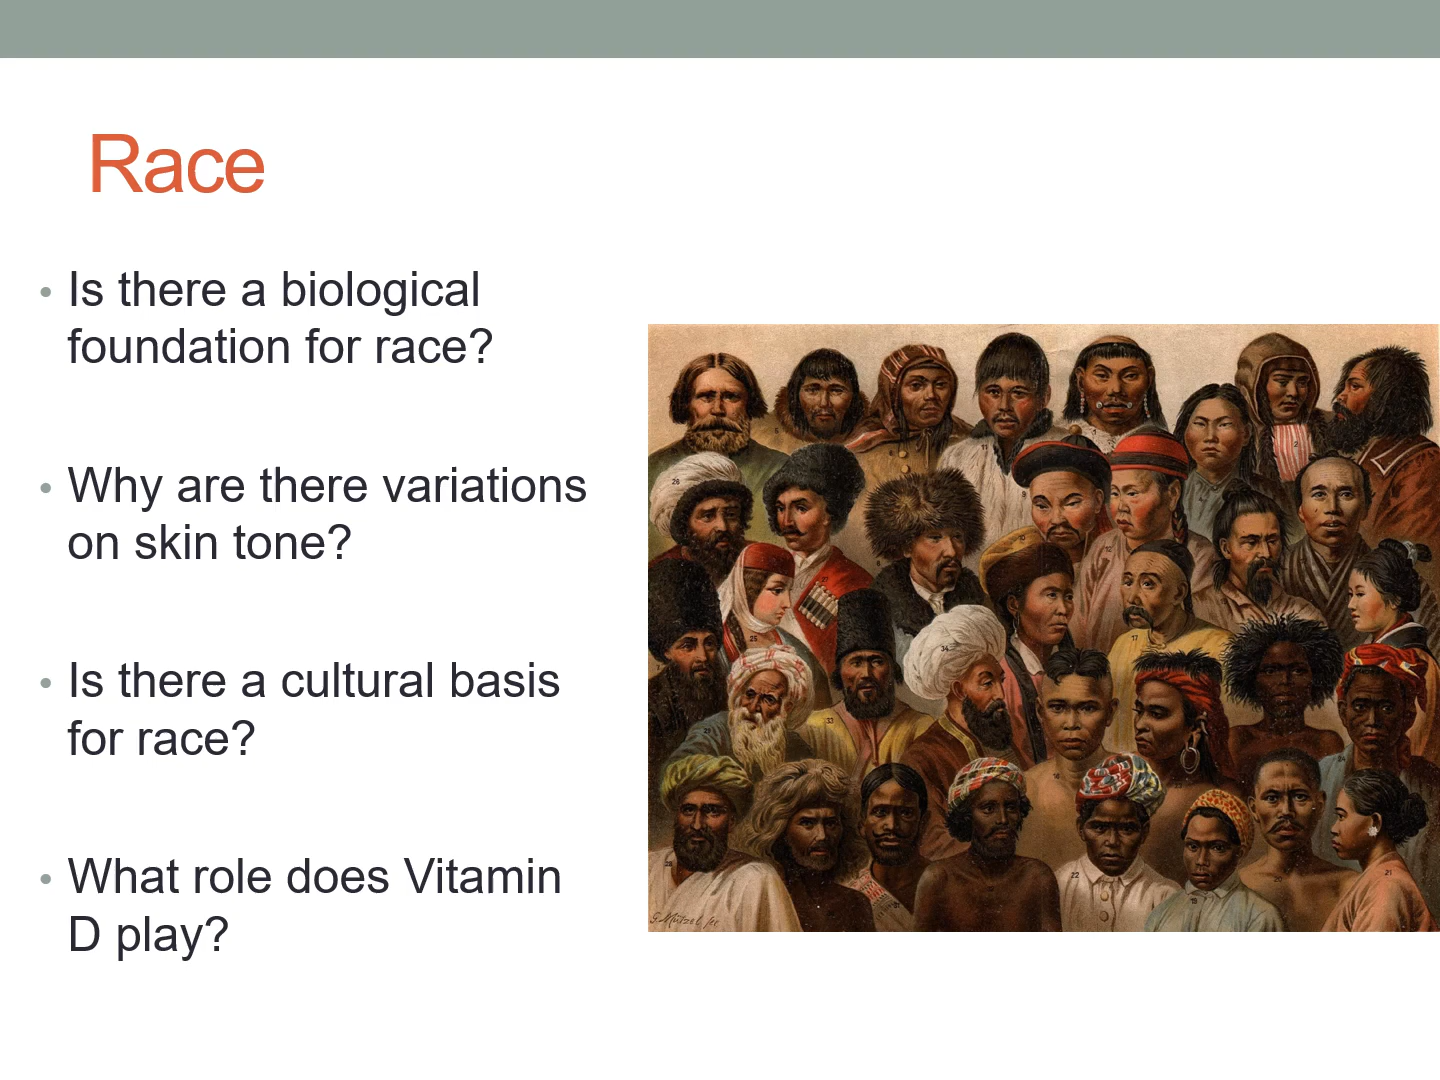 Race
• Is there a biological
foundation for race?
• Why are there variations
on skin tone?
• Is there a cultural basis
for race?
• What role does Vitamin
D play?
G. Mützel